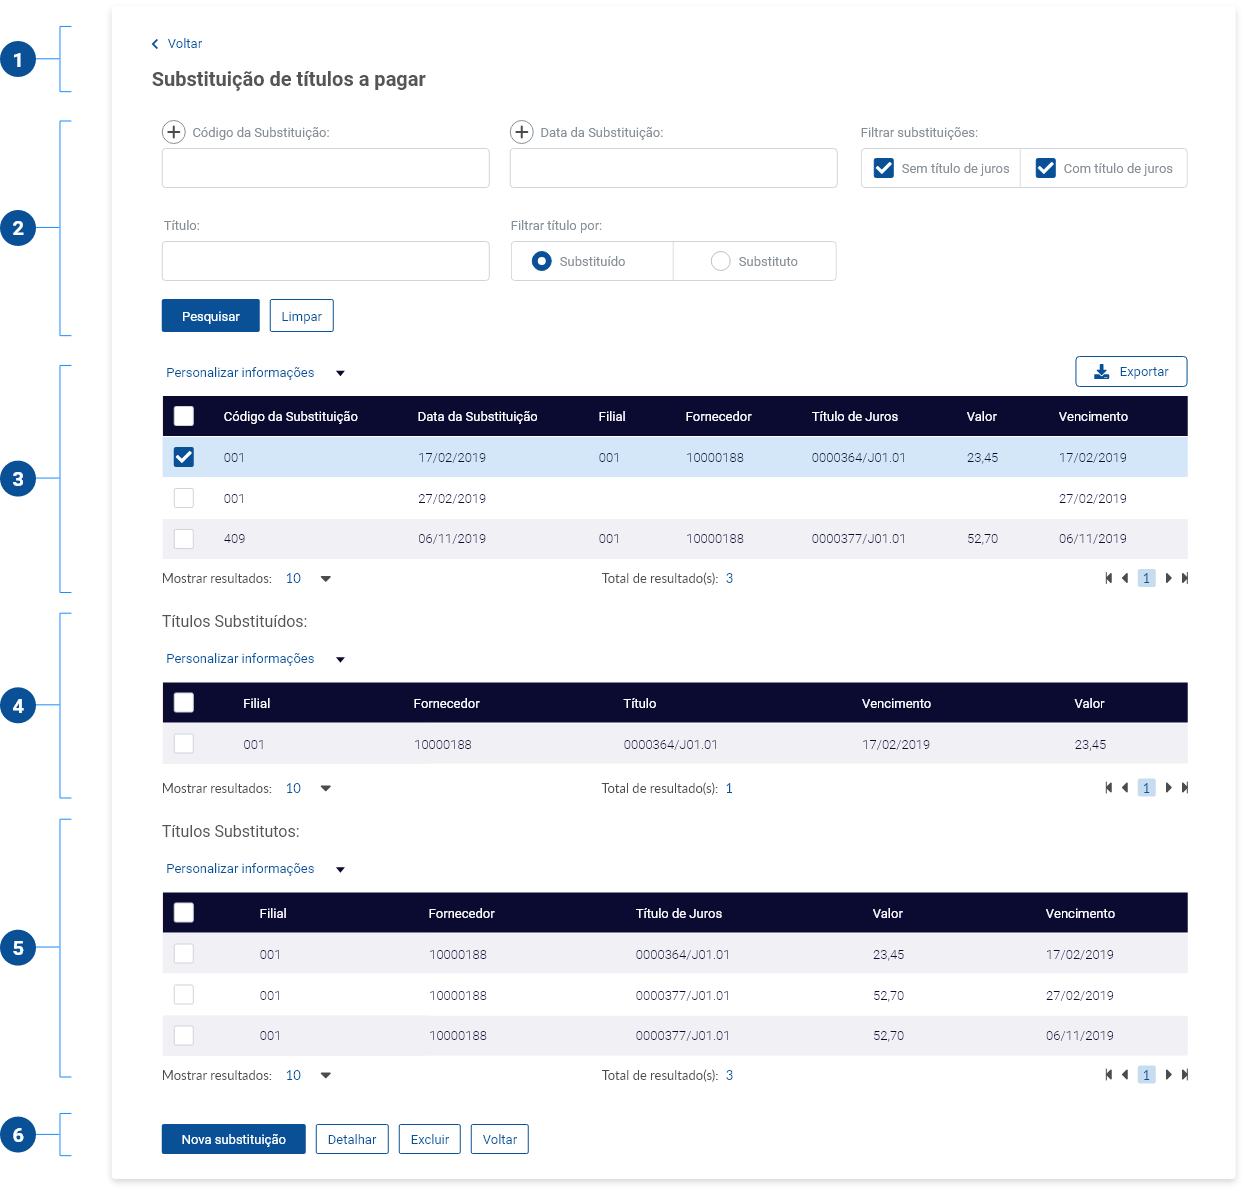 1
Voltar
Substituição de títulos a pagar
2
Código da Substituição: Data da Substituição: Filtrar substituições:
Sem título de juros Com título de juros
Título: Filtrar título por:
Substituído Substituto
Pesquisar Limpar
3
Personalizar informações Exportar
Código da Substituição Data da Substituição Filial Fornecedor Título de Juros Valor Vencimento
001 17/02/2019 001 10000188 0000364/J01.01 23,45 17/02/2019
001 27/02/2019 27/02/2019
409 06/11/2019 001 10000188 0000377/J01.01 52,70 06/11/2019
Mostrar resultados: 10 Total de resultado(s): 3 1
4
Títulos Substituídos:
Personalizar informações
Filial Fornecedor Título Vencimento Valor
001 10000188 0000364/J01.01 17/02/2019 23,45
Mostrar resultados: 10 Total de resultado(s): 1 1
5
Títulos Substitutos:
Personalizar informações
Filial Fornecedor Título de Juros Valor Vencimento
001 10000188 0000364/J01.01 23,45 17/02/2019
001 10000188 0000377/J01.01 52,70 27/02/2019
001 10000188 0000377/J01.01 52,70 06/11/2019
Mostrar resultados: 10 Total de resultado(s): 3 1
6
Nova substituição Detalhar Excluir Voltar